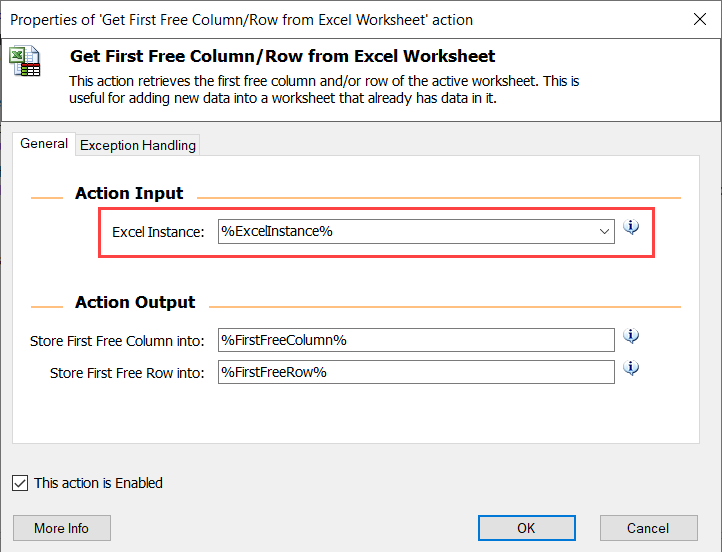 Properties of 'Get First Free Column/Row from Excel Worksheet' action
Get First Free Column/Row from Excel Worksheet
This action retrieves the first free column and/or row of the active worksheet. This is
useful for adding new data into a worksheet that already has data in it.
General
Exception Handling
Action Input
Excel Instance: %ExcelInstance%
Action Output
Store First Free Column into: %FirstFreeColumn%
Store First Free Row into: %FirstFreeRow%
This action is Enabled
More Info
OK
Cancel